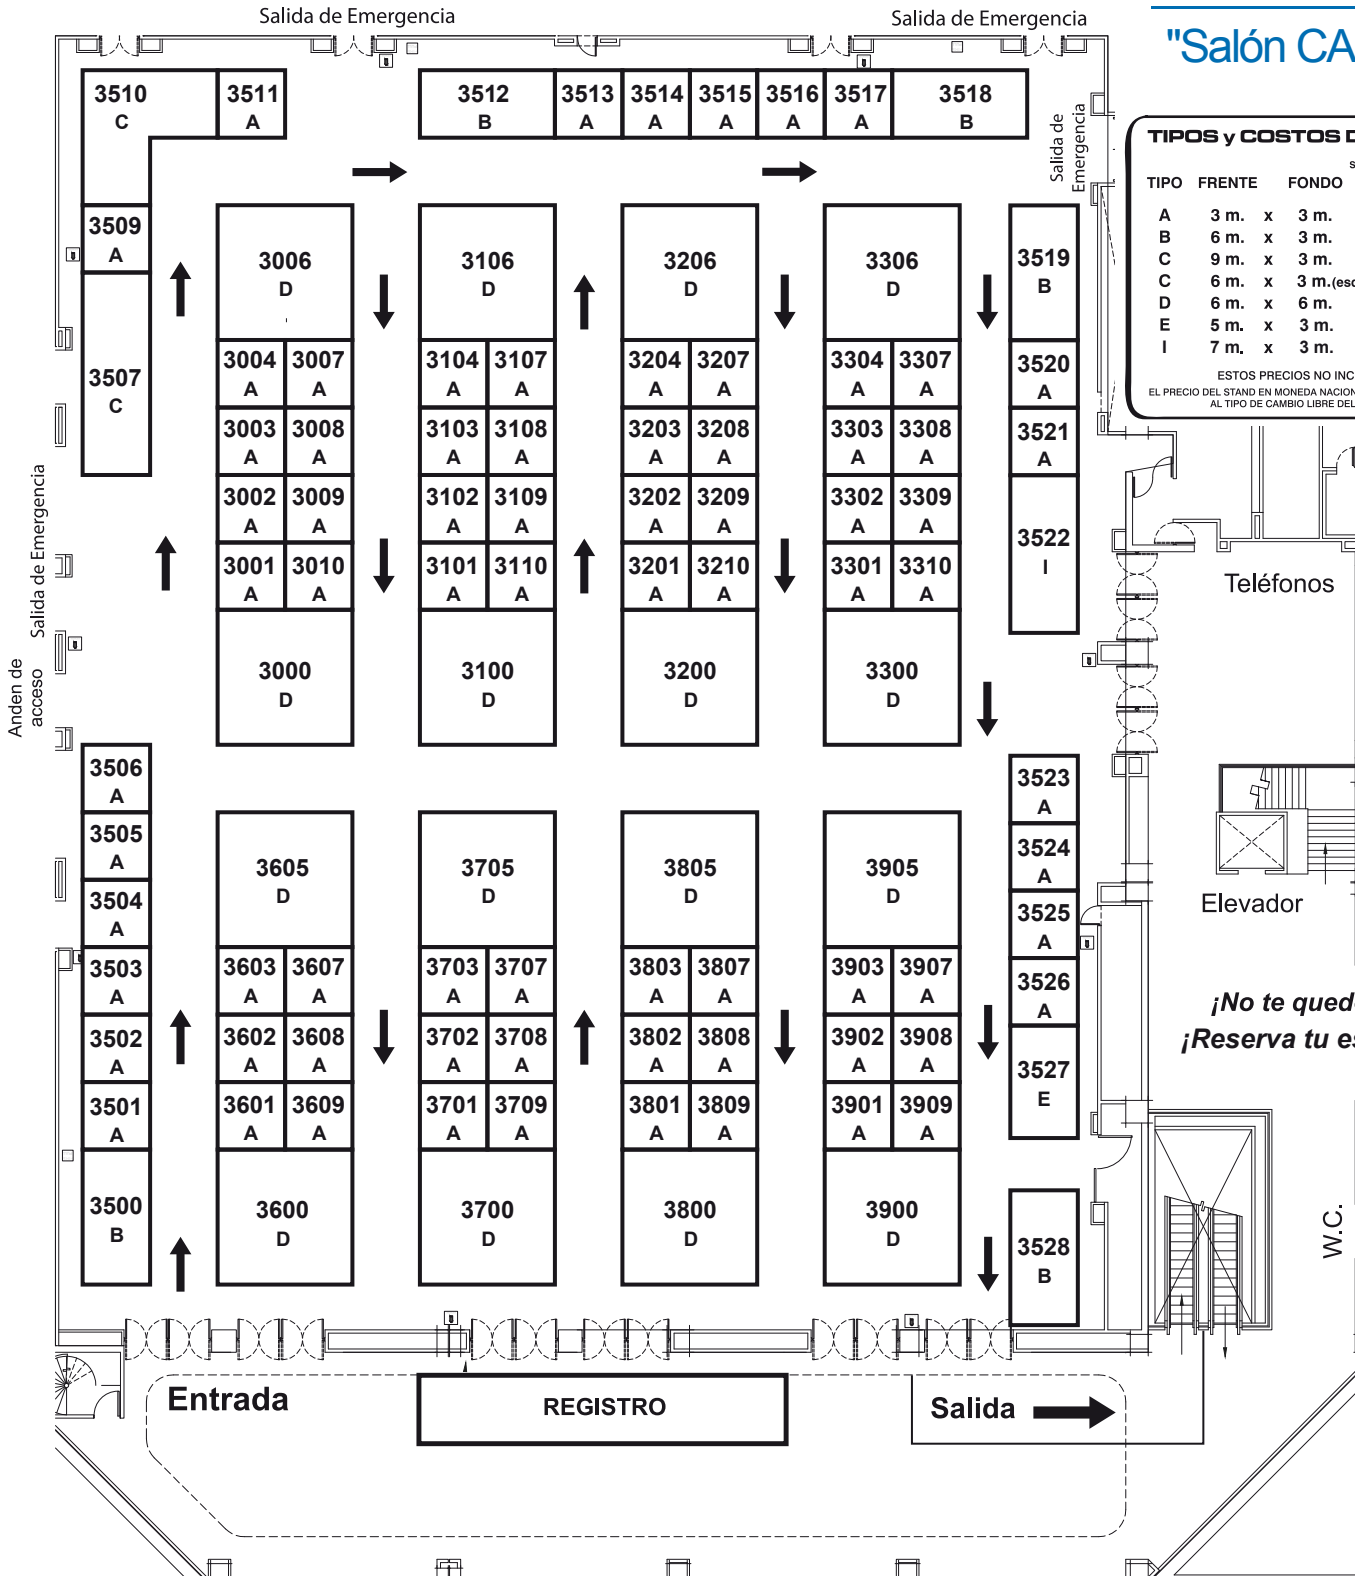 Salida de Emergencia
Salida de Emergencia
"Salón CA
3510
C
3511
A
3512
B
3513
A
3514
A
3515
A
3516
A
3517
A
3518
B
Salida de
Emergencia
TIPOS y COSTOS D
S
TIPO FRENTE FONDO
A 3 m. x 3 m.
B 6 m. x 3 m.
C 9 m. x 3 m.
C 6 m. x 3 m.(esq
D 6 m. x 6 m.
E 5 m. x 3 m.
I 7 m. x 3 m.
ESTOS PRECIOS NO INC
EL PRECIO DEL STAND EN MONEDA NACION
AL TIPO DE CAMBIO LIBRE DEL
3509
A
3507
C
3006
D
3106
D
3206
D
3306
D
3519
B
3004
A
3007
A
3104
A
3107
A
3204
A
3207
A
3304
A
3307
A
3520
A
3003
A
3008
A
3103
A
3108
A
3203
A
3208
A
3303
A
3308
A
3521
A
3002
A
3009
A
3102
A
3109
A
3202
A
3209
A
3302
A
3309
A
3522
I
3001
A
3010
A
3101
A
3110
A
3201
A
3210
A
3301
A
3310
A
Salida de Emergencia
Anden de
acceso
Teléfonos
3000
D
3100
D
3200
D
3300
D
3506
A
3505
A
3504
A
3503
A
3502
A
3501
A
3500
B
3605
D
3705
D
3805
D
3905
D
3523
A
3524
A
3525
A
3526
A
3527
E
3528
B
Elevador
3603
A
3607
A
3703
A
3707
A
3803
A
3807
A
3903
A
3907
A
3602
A
3608
A
3702
A
3708
A
3802
A
3808
A
3902
A
3908
A
3601
A
3609
A
3701
A
3709
A
3801
A
3809
A
3901
A
3909
A
3600
D
3700
D
3800
D
3900
D
¡No te quede
¡Reserva tu es
W.C.
Entrada
REGISTRO
Salida